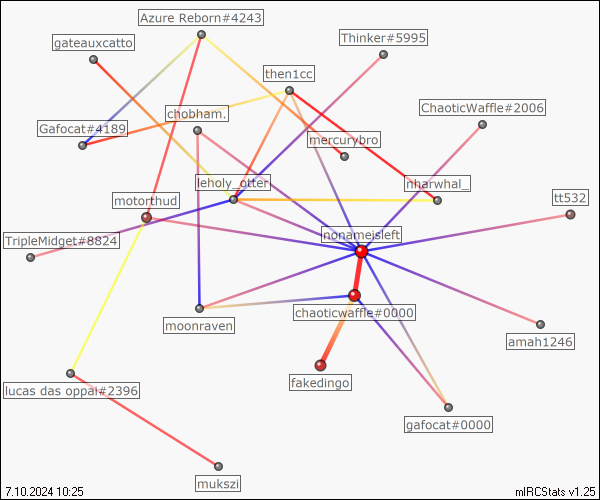 Azure Reborn#4243
gateauxcatto
Thinker#5995
then1cc
chobham.
ChaoticWaffle#2006
Gafocat#4189
mercurybro
leholy_otter
nharwhal_
motorthud
tt532
nonameisleft
TripleMidget#8824
chaoticwaffle#0000
moonraven
amah1246
fakedingo
lucas das oppai#2396
gafocat#0000
mukszi
7.10.2024 10:25
mIRCStats v1.25